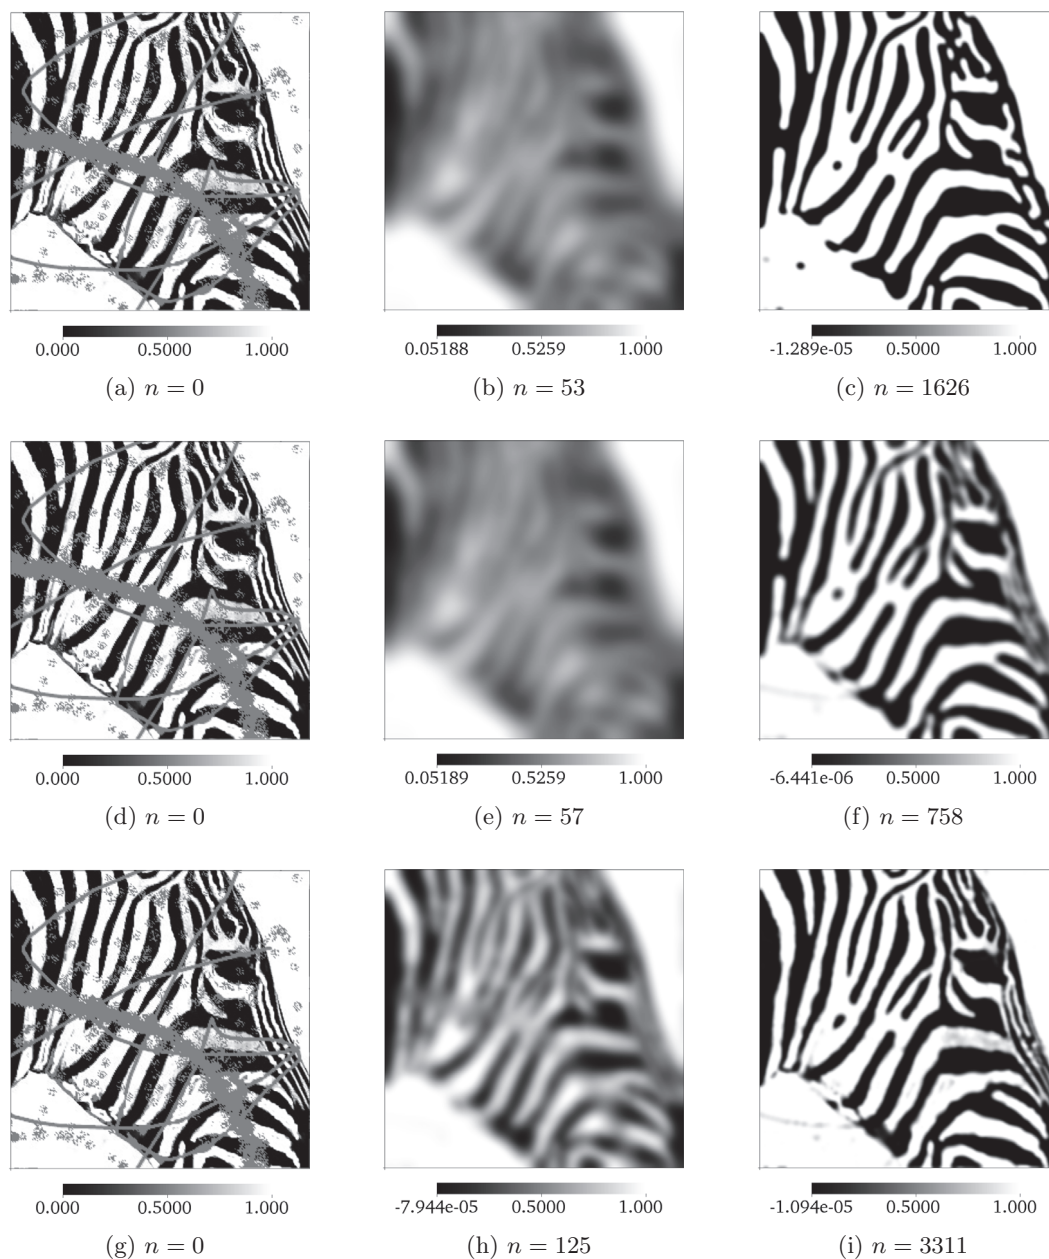 0.000 0.5000 1.000 0.05188 0.5259 1.000 -1.289e-05 0.5000 1.000
(a) n = 0 (b) n = 53 (c) n = 1626
0.000 0.5000 1.000 0.05189 0.5259 1.000 -6.441e-06 0.5000 1.000
(d) n = 0 (e) n = 57 (f) n = 758
0.000 0.5000 1.000 -7.944e-05 0.5000 1.000 -1.094e-05 0.5000 1.000
(g) n = 0 (h) n = 125 (i) n = 3311